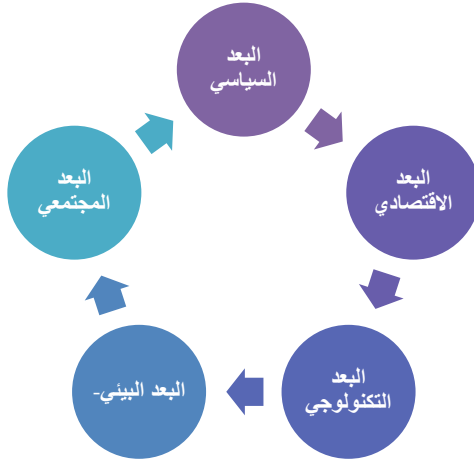 البعد
السياسي
البعد
الاقتصادي
البعد
التكنولوجي
البعد البيئي-
البعد
المجتمعي